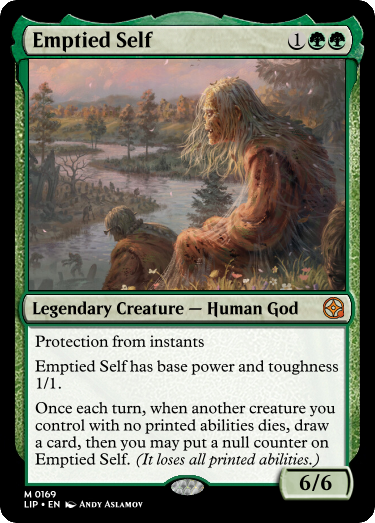 Emptied Self 1
Legendary Creature — Human God
Protection from instants
Emptied Self has base power and toughness
1/1.
Once each turn, when another creature you
control with no printed abilities dies, draw
a card, then you may put a null counter on
Emptied Self. (It loses all printed abilities.)
6/6
M 0169
LIP • EN Andy Aslamov